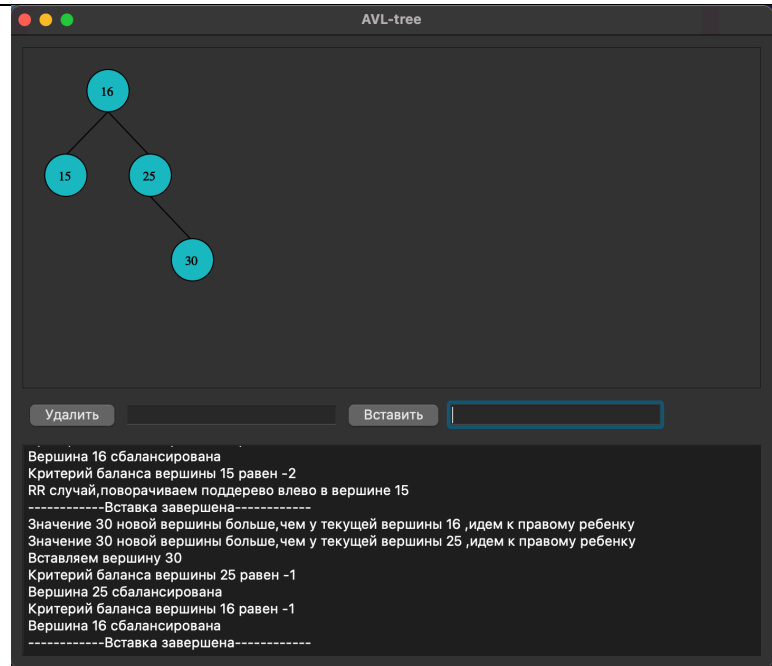 AVL-tree
16
15
25
30
Удалить
Вставить
Вершина 16 сбалансирована
Критерий баланса вершины 15 равен -2
RR случай,поворачиваем поддерево влево в вершине 15
------------Вставка завершена------------
Значение 30 новой вершины больше,чем у текущей вершины 16 ,идем к правому ребенку
Значение 30 новой вершины больше,чем у текущей вершины 25 ,идем к правому ребенку
Вставляем вершину 30
Критерий баланса вершины 25 равен -1
Вершина 25 сбалансирована
Критерий баланса вершины 16 равен -1
Вершина 16 сбалансирована
------------Вставка завершена------------